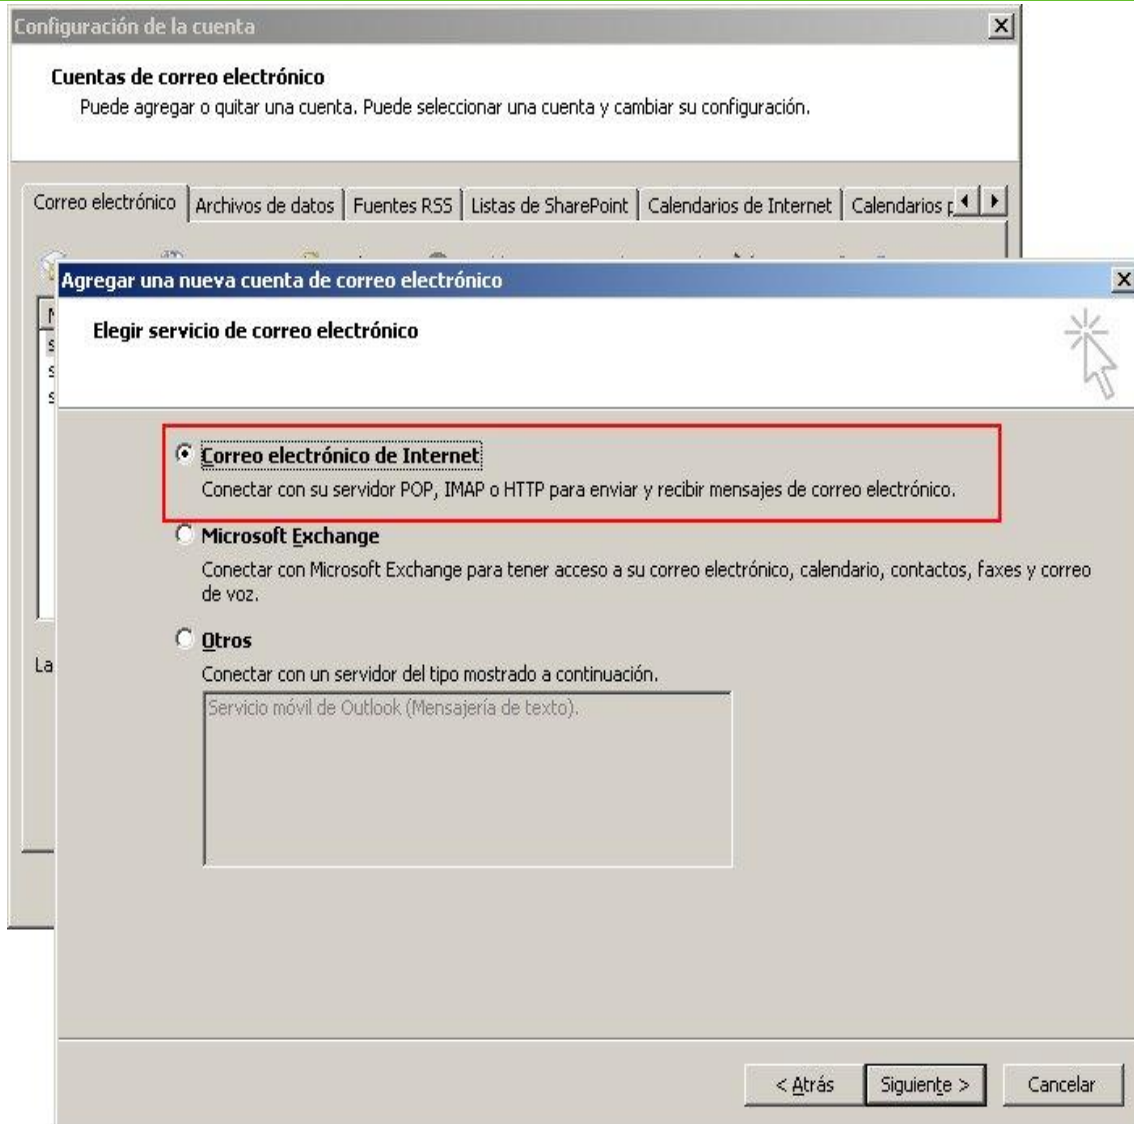 Configuración de la cuenta
Cuentas de correo electrónico
Puede agregar o quitar una cuenta. Puede seleccionar una cuenta y cambiar su configuración.
Correo electrónico Archivos de datos Fuentes RSS Listas de SharePoint Calendarios de Internet Calendarios
Agregar una nueva cuenta de correo electrónico
Elegir servicio de correo electrónico
Correo electrónico de Internet
Conectar con su servidor POP, IMAP o HTTP para enviar y recibir mensajes de correo electrónico.
Microsoft Exchange
Conectar con Microsoft Exchange para tener acceso a su correo electrónico, calendario, contactos, faxes y correo
de voz.
Otros
La
Conectar con un servidor del tipo mostrado a continuación.
Servicio móvil de Outlook (Mensajería de texto).
< Atrás Siguiente > Cancelar